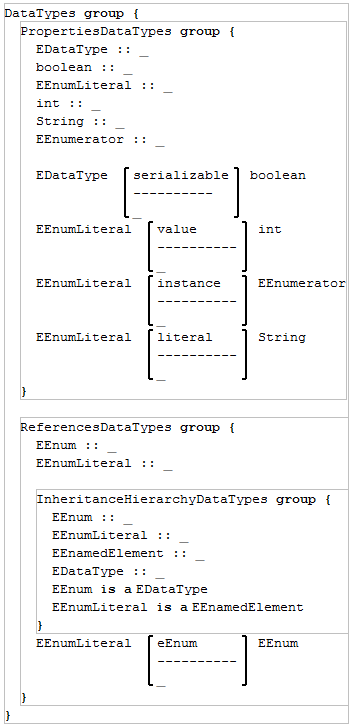 DataTypes group {
PropertiesDataTypes group {
EDataType :: _
boolean :: _
EEnumLiteral :: _
int :: _
String :: _
EEnumerator :: _
EDataType [ serializable ] boolean
----------
_
EEnumLiteral [ value ] int
----------
_
EEnumLiteral [ instance ] EEnumerator
----------
_
EEnumLiteral [ literal ] String
----------
_
}
ReferencesDataTypes group {
EEnum :: _
EEnumLiteral :: _
InheritanceHierarchyDataTypes group {
EEnum :: _
EEnumLiteral :: _
EENamedElement :: _
EDataType :: _
EEnum is a EDataType
EEnumLiteral is a EENamedElement
}
EEnumLiteral [ eEnum ] EEnum
----------
_
}
}